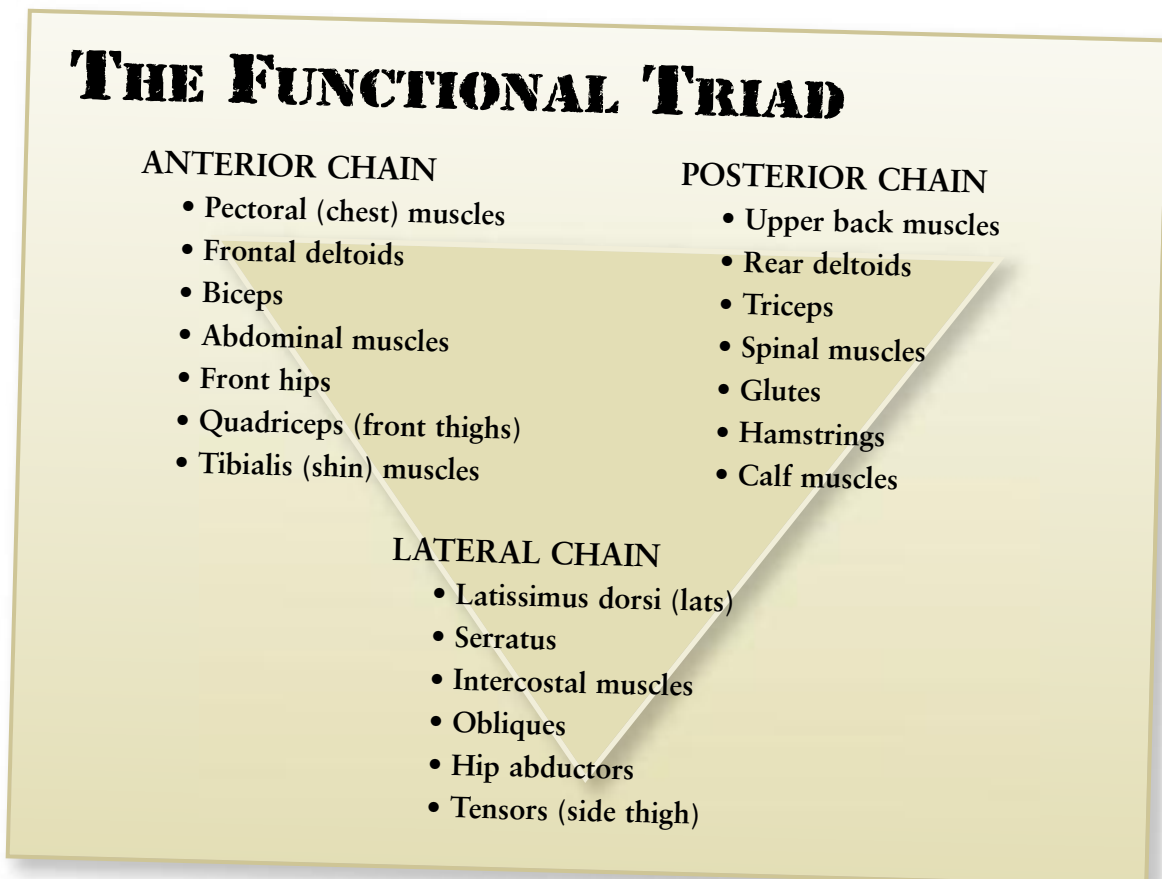 THE FUNCTIONAL TRIAD
ANTERIOR CHAIN
• Pectoral (chest) muscles
• Frontal deltoids
• Biceps
• Abdominal muscles
• Front hips
• Quadriceps (front thighs)
• Tibialis (shin) muscles
POSTERIOR CHAIN
• Upper back muscles
• Rear deltoids
• Triceps
• Spinal muscles
• Glutes
• Hamstrings
• Calf muscles
LATERAL CHAIN
• Latissimus dorsi (lats)
• Serratus
• Intercostal muscles
• Obliques
• Hip abductors
• Tensors (side thigh)